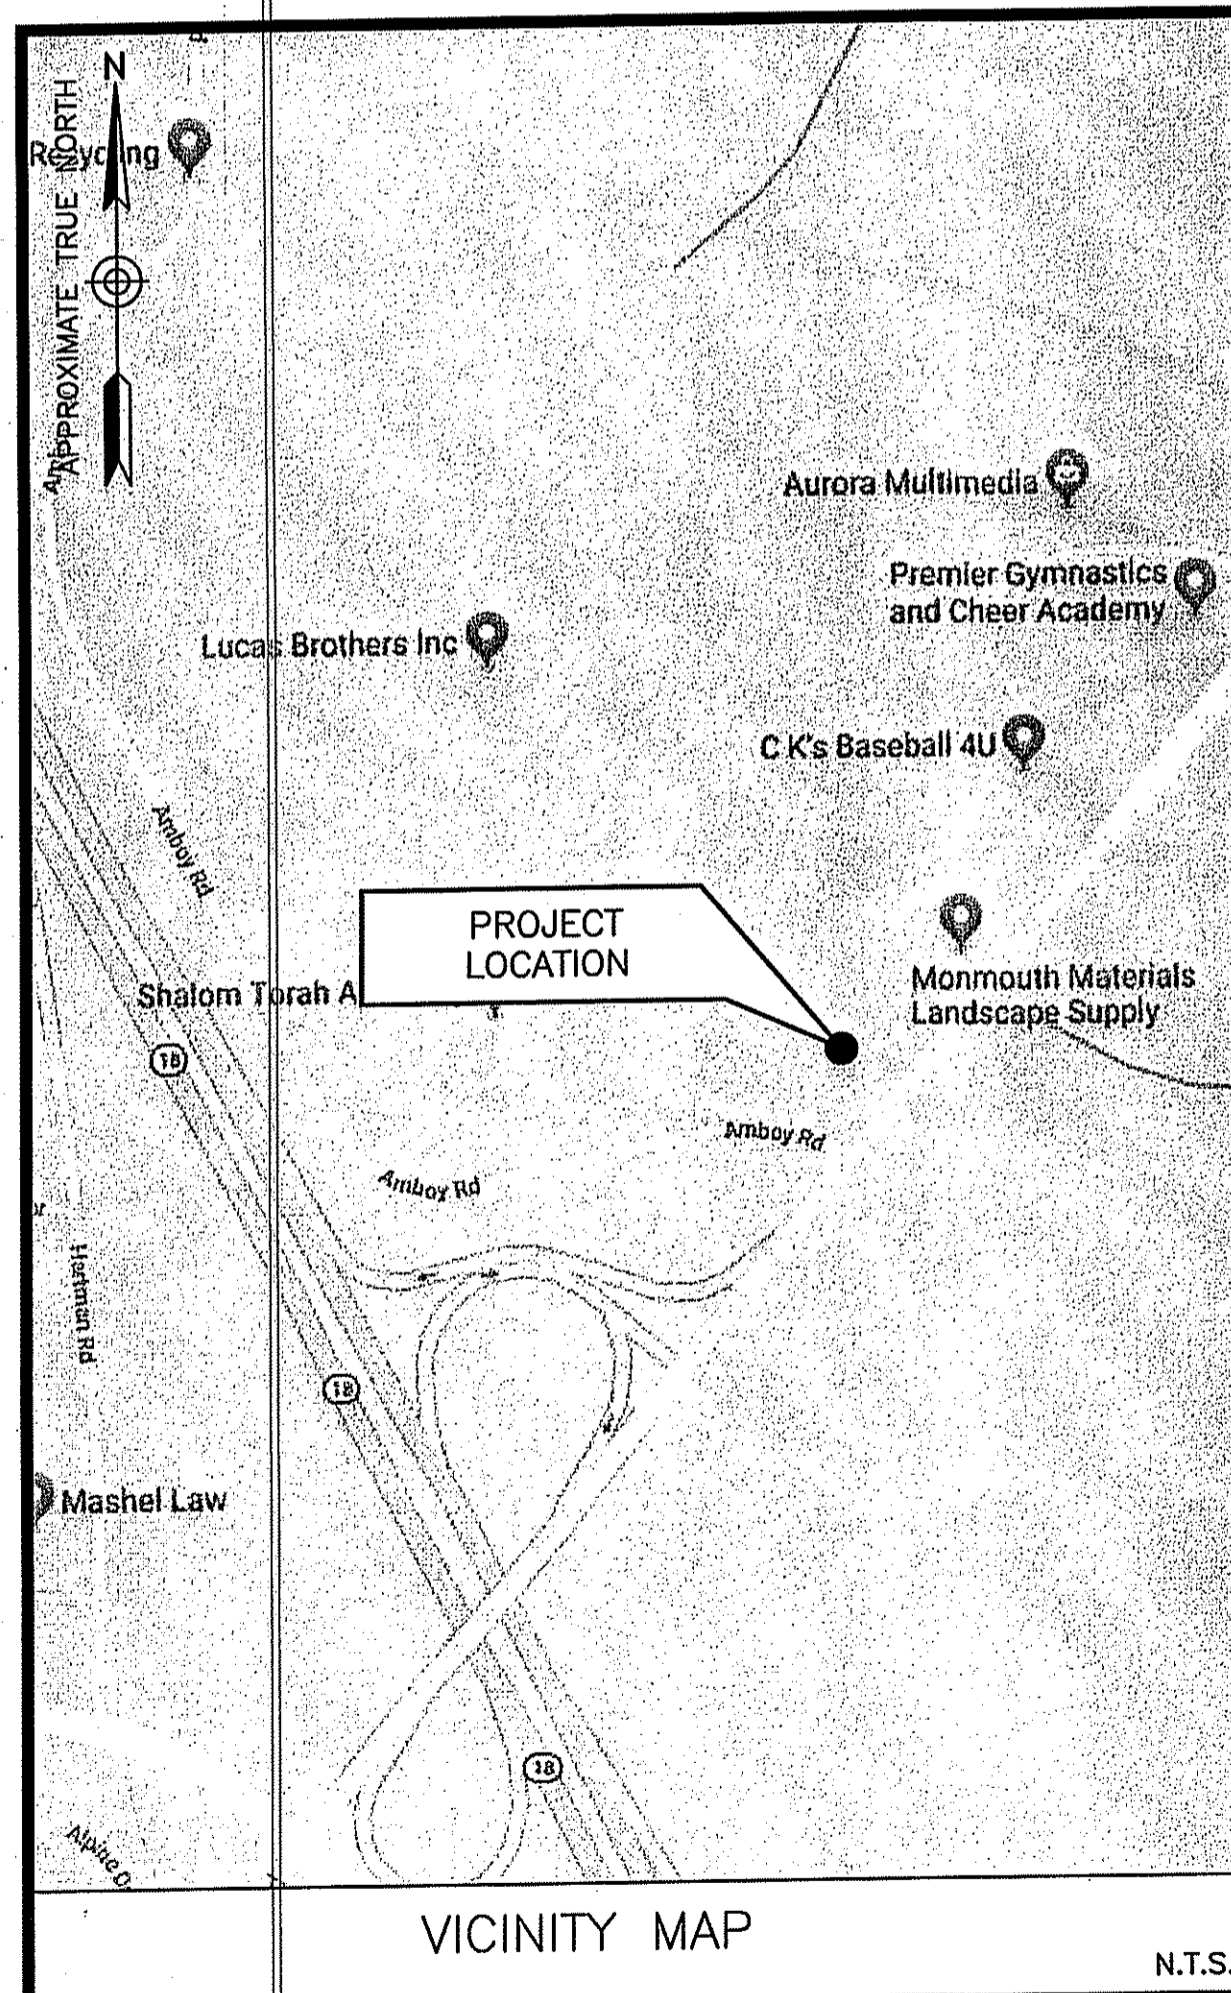 N
APPROXIMATE TRUE NORTH
Aurora Multimedia
Premier Gymnastics
and Cheer Academy
Lucas Brothers Inc
C K's Baseball 4U
Amboy Rd
PROJECT
LOCATION
Monmouth Materials
Landscape Supply
Shalom Torah A
18
Amboy Rd
Amboy Rd
Hartman Rd
18
Mashel Law
18
VICINITY MAP
N.T.S.